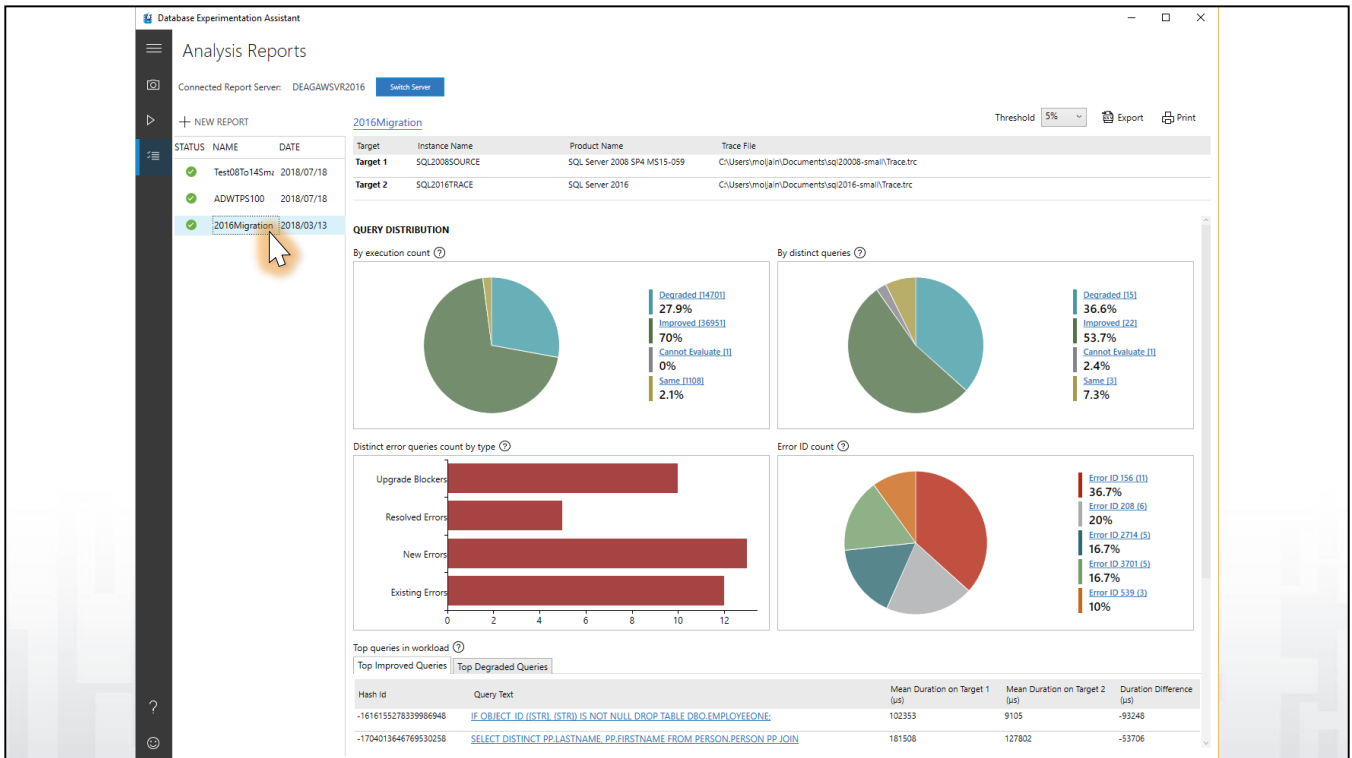 Database Experimentation Assistant
Analysis Reports
Connected Report Server: DEAGAWSVR2016 Switch Server
NEW REPORT
STATUS NAME DATE
Test08To14Sma 2018/07/18
ADWTPS100 2018/07/18
2016Migration 2018/03/13
2016Migration
Threshold 5% Export Print
Target Instance Name Product Name Trace File
Target 1 SQL2008SOURCE SQL Server 2008 SP4 MS15-059 C:\Users\moljain\Documents\sql20008-small\Trace.trc
Target 2 SQL2016TRACE SQL Server 2016 C:\Users\moljain\Documents\sql2016-small\Trace.trc
QUERY DISTRIBUTION
By execution count ?
Degraded [14701]
27.9%
Improved [36951]
70%
Cannot Evaluate [1]
0%
Same [1108]
2.1%
By distinct queries ?
Degraded [15]
36.6%
Improved [22]
53.7%
Cannot Evaluate [1]
2.4%
Same [3]
7.3%
Distinct error queries count by type ?
Upgrade Blockers
Resolved Errors
New Errors
Existing Errors
0 2 4 6 8 10 12
Error ID count ?
Error ID 156 (11)
36.7%
Error ID 208 (6)
20%
Error ID 2714 (5)
16.7%
Error ID 3701 (5)
16.7%
Error ID 539 (3)
10%
Top queries in workload ?
Top Improved Queries Top Degraded Queries
Hash Id Query Text Mean Duration on Target 1 (µs) Mean Duration on Target 2 (µs) Duration Difference (µs)
-1616155278339986948 IF OBJECT_ID ({STR}, {STR}) IS NOT NULL DROP TABLE DBO.EMPLOYEEONE; 102353 9105 -93248
-1704013646769530258 SELECT DISTINCT PP.LASTNAME, PP.FIRSTNAME FROM PERSON.PERSON PP JOIN 181508 127802 -53706
?